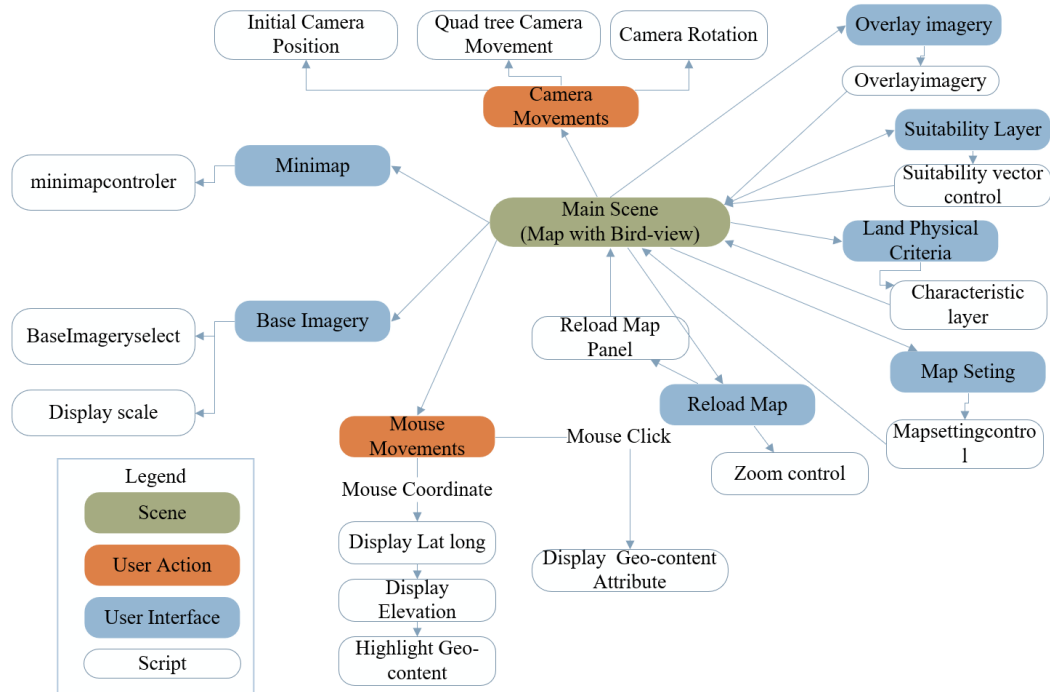 Initial Camera
Position
Quad tree Camera
Movement
Camera Rotation
Overlay imagery
Overlayimagery
Camera
Movements
Suitability Layer
Suitability vector
control
Minimap
minimapcontroler
Main Scene
(Map with Bird-view)
Land Physical
Criteria
Characteristic
layer
Base Imagery
BaseImageryselect
Display scale
Reload Map
Panel
Map Seting
Mapsettingcontro
l
Reload Map
Zoom control
Mouse
Movements
Mouse Click
Mouse Coordinate
Display Lat long
Display
Elevation
Highlight Geo-
content
Display  Geo-content
Attribute
Legend
Scene
User Action
User Interface
Script